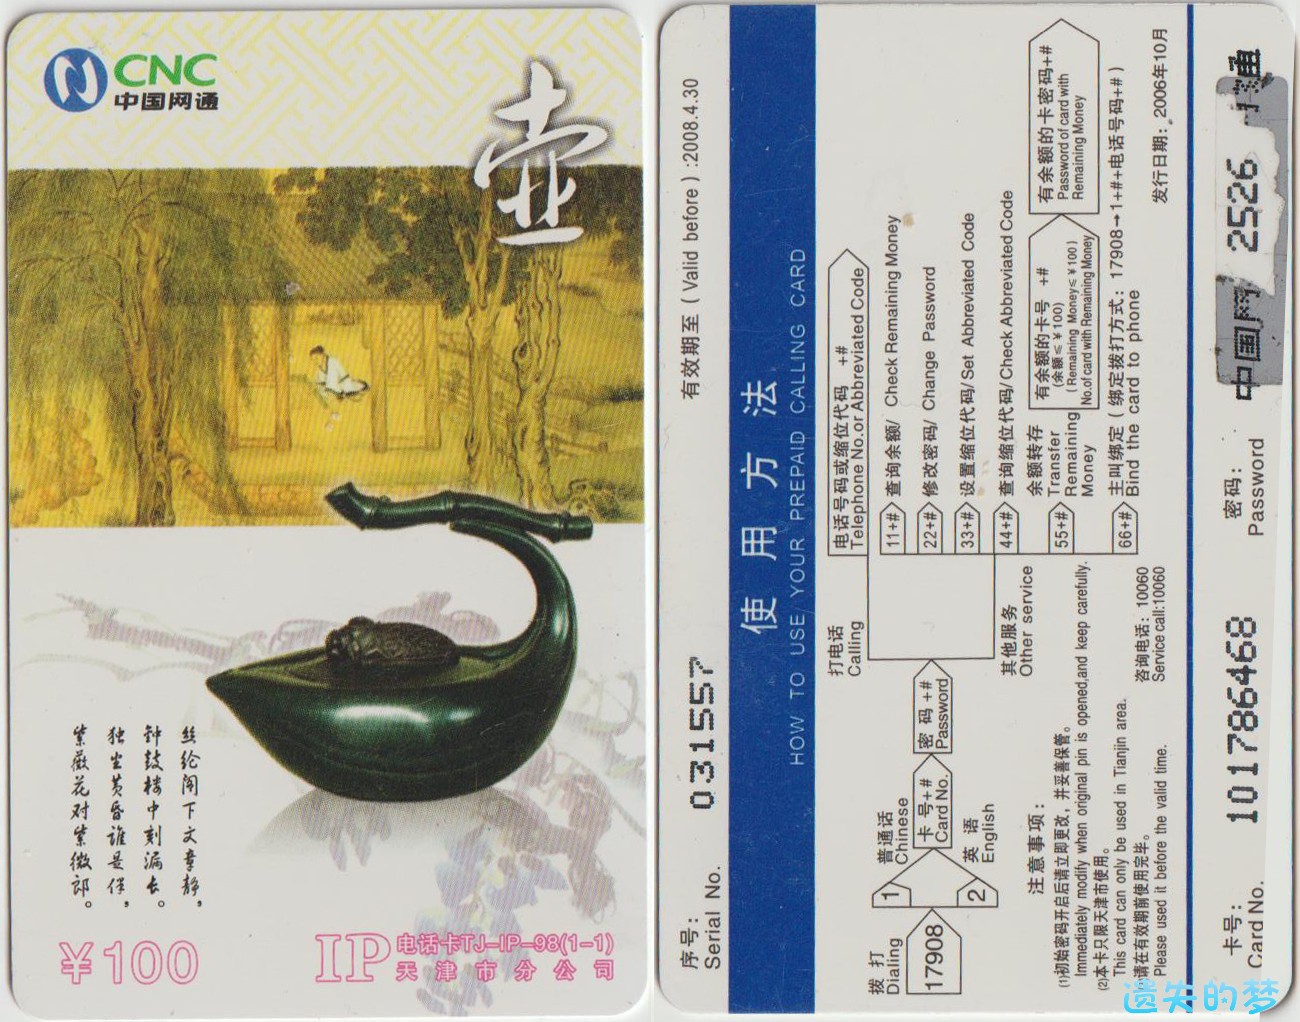 CNC
中国网通
壶
丝纶阁下文章静，
钟鼓楼中刻漏长。
独坐黄昏谁是伴，
紫薇花对紫微郎。
¥100
IP电话卡TJ-IP-98(1-1)
天津市分公司
序号：
Serial No.
031557
有效期至（Valid before）:2008.4.30
使用方法
HOW TO USE YOUR PREPAID CALLING CARD
拨打
Dialing
17908
1
普通话
Chinese
2
英语
English
卡号+#
Card No.
密码+#
Password
打电话
Calling
电话号码或缩位代码 +#
Telephone No.or Abbreviated Code
其他服务
Other service
11+# 查询余额/ Check Remaining Money
22+# 修改密码/ Change Password
33+# 设置缩位代码/Set Abbreviated Code
44+# 查询缩位代码/Check Abbreviated Code
55+# 余额转存
Transfer
Remaining
Money
有余额的卡号 +#
(余额≤¥100)
( Remaining Money≤¥100)
No.of card with Remaining Money
有余额的卡密码+#
Password of card with
Remaining Money
66+# 主叫绑定（绑定拨打方式：17908→1+#+电话号码+#）
Bind the card to phone
注意事项：
(1)初始密码开启后请立即更改，并妥善保管。
Immediately modify when original pin is opened,and keep carefully.
(2)本卡只限天津市使用。
This card can only be used in Tianjin area.
请在有效期前使用完毕。
Please used it before the valid time.
咨询电话：10060
Service call:10060
发行日期：2006年10月
卡号：
Card No.
101786468
密码：
Password
中国网
2526
通
遗失的梦